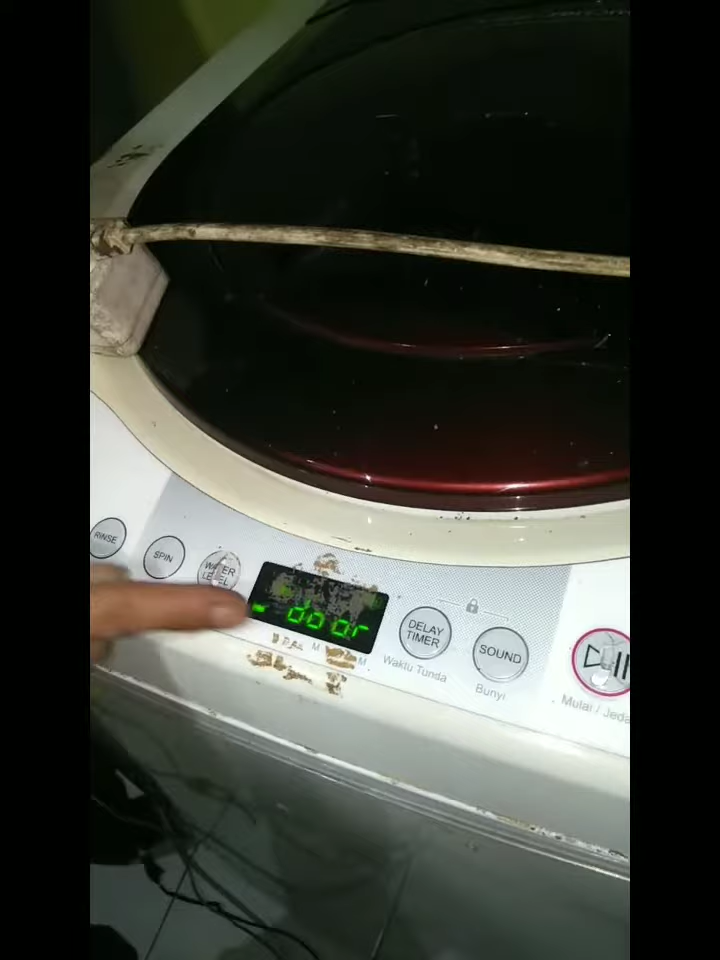 RINSE
SPIN
WATER
LEVEL
door
DELAY
TIMER
Waktu Tunda
SOUND
Bunyi
Mulai / Jeda